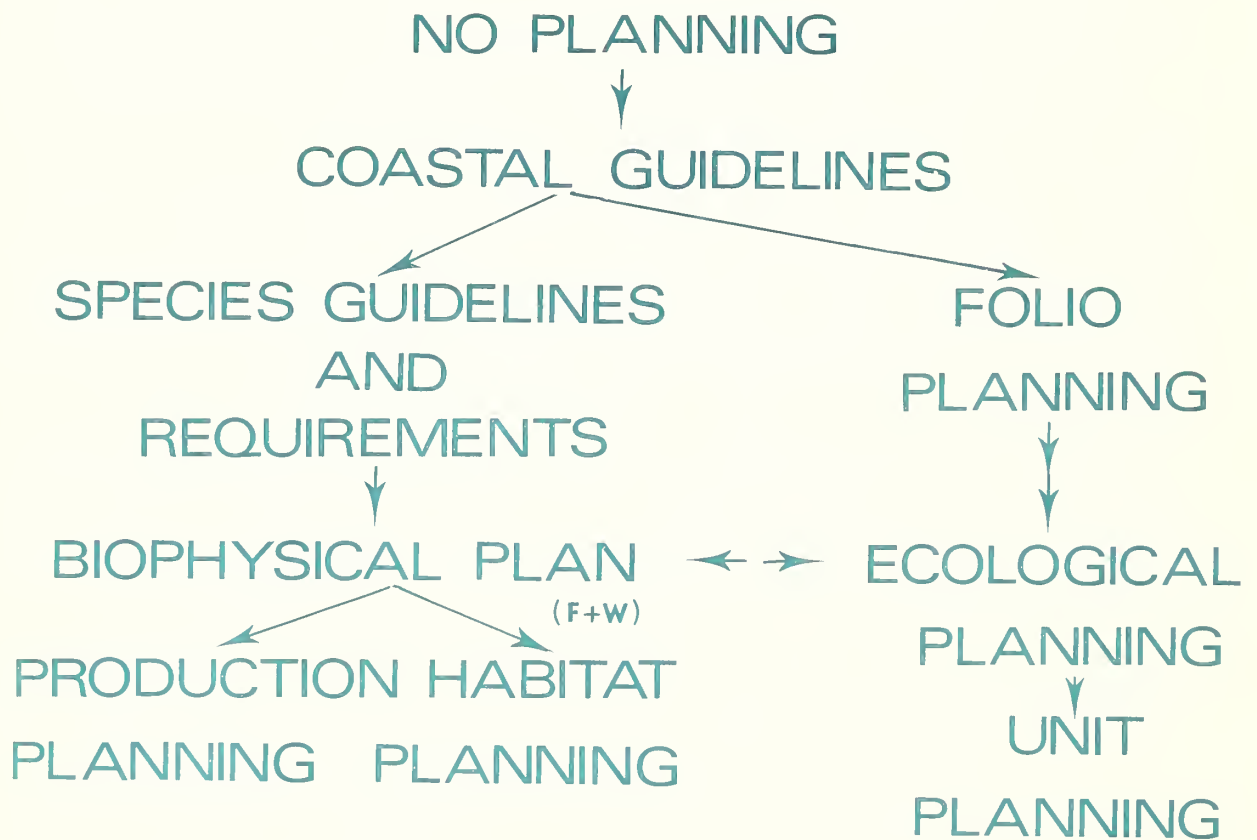 NO PLANNING
COASTAL GUIDELINES
SPECIES GUIDELINES
AND
REQUIREMENTS
FOLIO
PLANNING
BIOPHYSICAL PLAN
(F+W)
ECOLOGICAL
PLANNING
PRODUCTION HABITAT
PLANNING PLANNING
UNIT
PLANNING